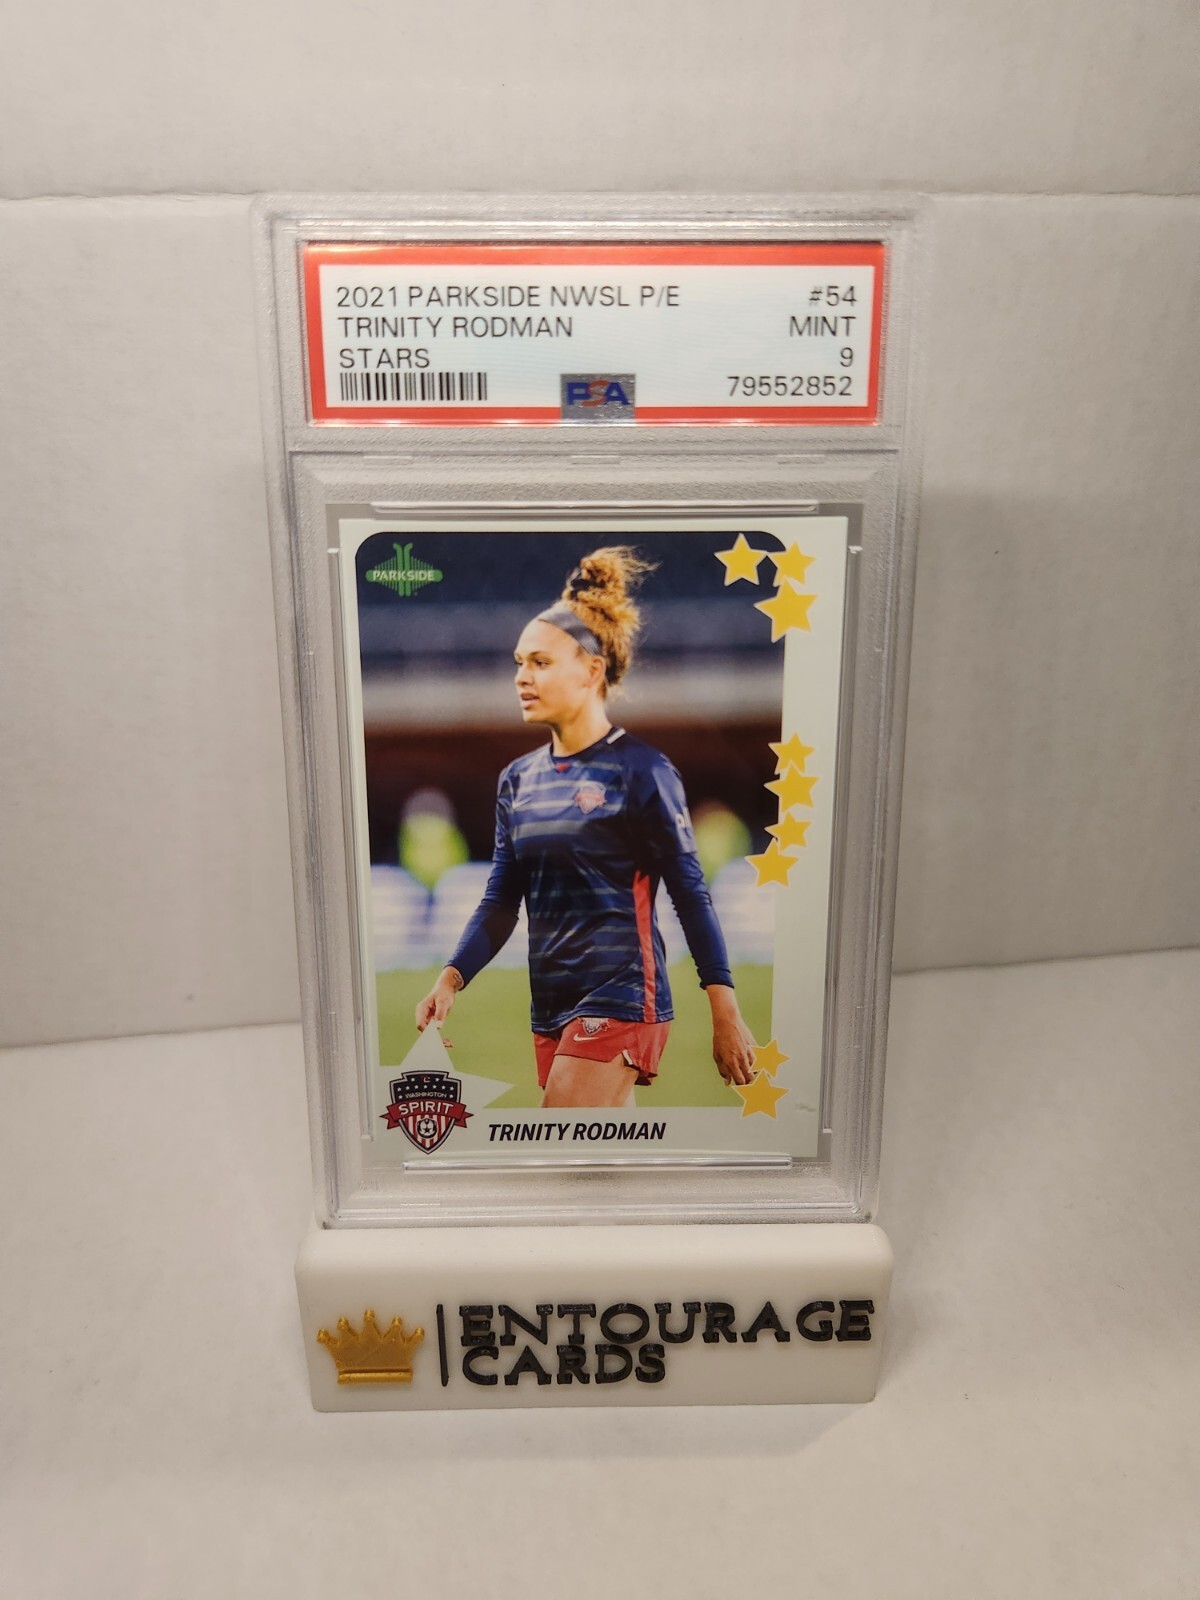 2021 PARKSIDE NWSL P/E #54
TRINITY RODMAN MINT
STARS 9
PSA 79552852
PARKSIDE
WASHINGTON
SPIRIT
TRINITY RODMAN
ENTOURAGE
CARDS